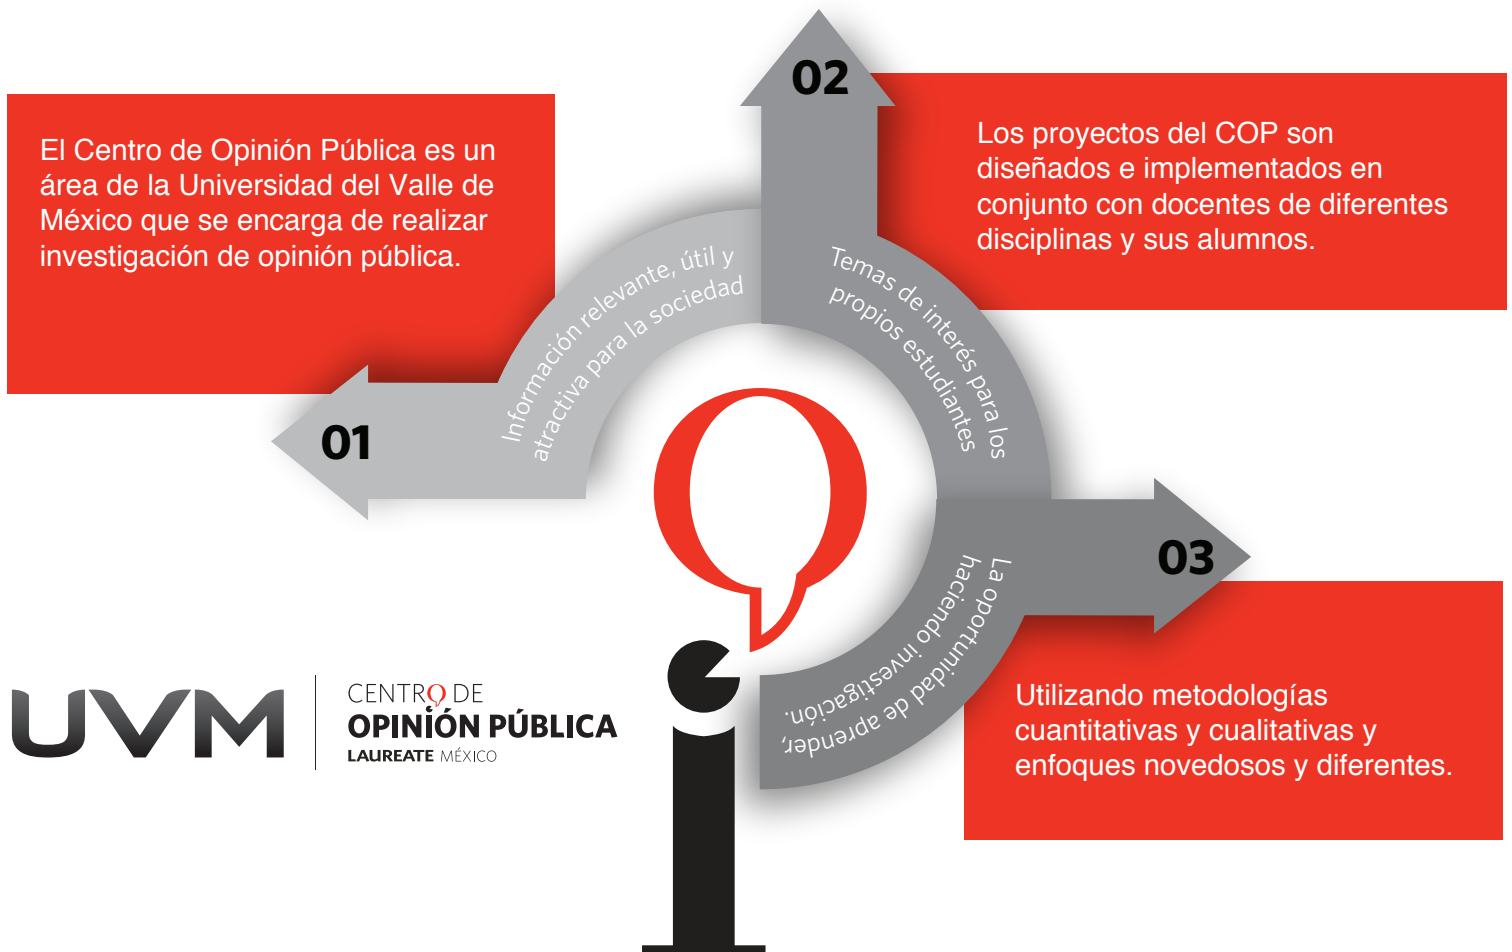 01
El Centro de Opinión Pública es un
área de la Universidad del Valle de
México que se encarga de realizar
investigación de opinión pública.
Información relevante, útil y
atractiva para la sociedad
02
Los proyectos del COP son
diseñados e implementados en
conjunto con docentes de diferentes
disciplinas y sus alumnos.
Temas de interés para los
propios estudiantes
03
Utilizando metodologías
cuantitativas y cualitativas y
enfoques novedosos y diferentes.
La oportunidad de aprender,
haciendo investigación.
UVM
CENTRO DE
OPINIÓN PÚBLICA
LAUREATE MÉXICO